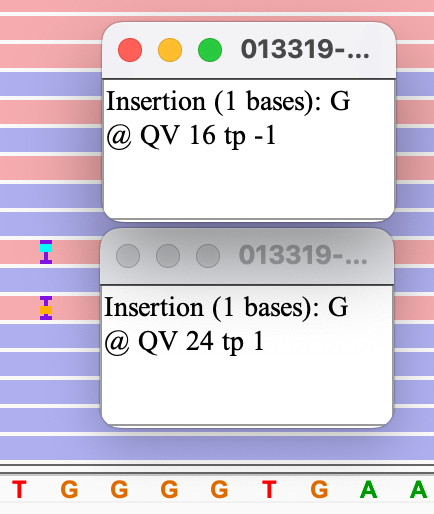 013319-...
Insertion (1 bases): G
@ QV 16 tp -1
013319-...
Insertion (1 bases): G
@ QV 24 tp 1
T G G G G T G A A